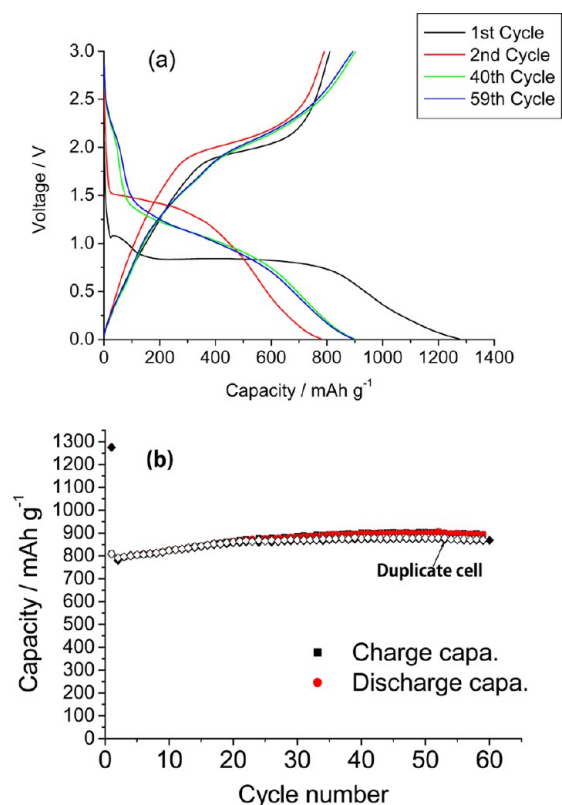 1st Cycle
2nd Cycle
40th Cycle
59th Cycle
(a)
Voltage / V
3.0
2.5
2.0
1.5
1.0
0.5
0.0
0 200 400 600 800 1000 1200 1400
Capacity / mAh g⁻¹
(b)
Capacity / mAh g⁻¹
1300
1200
1100
1000
900
800
700
600
500
400
300
200
100
0
Duplicate cell
Charge capa.
Discharge capa.
0 10 20 30 40 50 60
Cycle number